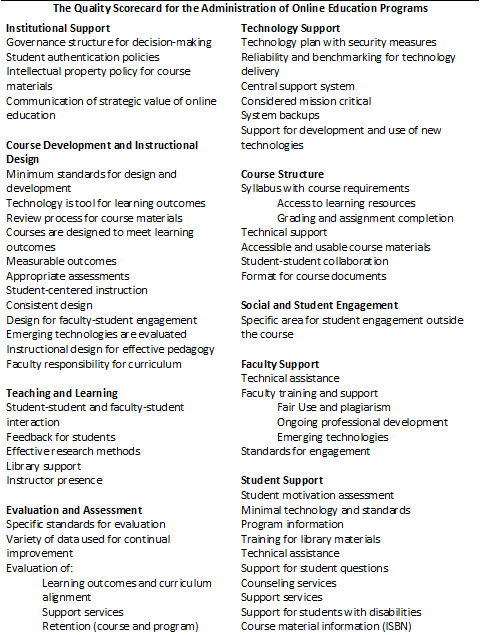 The Quality Scorecard for the Administration of Online Education Programs
Institutional Support
Governance structure for decision-making
Student authentication policies
Intellectual property policy for course
materials
Communication of strategic value of online
education
Course Development and Instructional
Design
Minimum standards for design and
development
Technology is tool for learning outcomes
Review process for course materials
Courses are designed to meet learning
outcomes
Measurable outcomes
Appropriate assessments
Student-centered instruction
Consistent design
Design for faculty-student engagement
Emerging technologies are evaluated
Instructional design for effective pedagogy
Faculty responsibility for curriculum
Teaching and Learning
Student-student and faculty-student
interaction
Feedback for students
Effective research methods
Library support
Instructor presence
Evaluation and Assessment
Specific standards for evaluation
Variety of data used for continual
improvement
Evaluation of:
Learning outcomes and curriculum
alignment
Support services
Retention (course and program)
Technology Support
Technology plan with security measures
Reliability and benchmarking for technology
delivery
Central support system
Considered mission critical
System backups
Support for development and use of new
technologies
Course Structure
Syllabus with course requirements
Access to learning resources
Grading and assignment completion
Technical support
Accessible and usable course materials
Student-student collaboration
Format for course documents
Social and Student Engagement
Specific area for student engagement outside
the course
Faculty Support
Technical assistance
Faculty training and support
Fair Use and plagiarism
Ongoing professional development
Emerging technologies
Standards for engagement
Student Support
Student motivation assessment
Minimal technology and standards
Program information
Training for library materials
Technical assistance
Support for student questions
Counseling services
Support services
Support for students with disabilities
Course material information (ISBN)